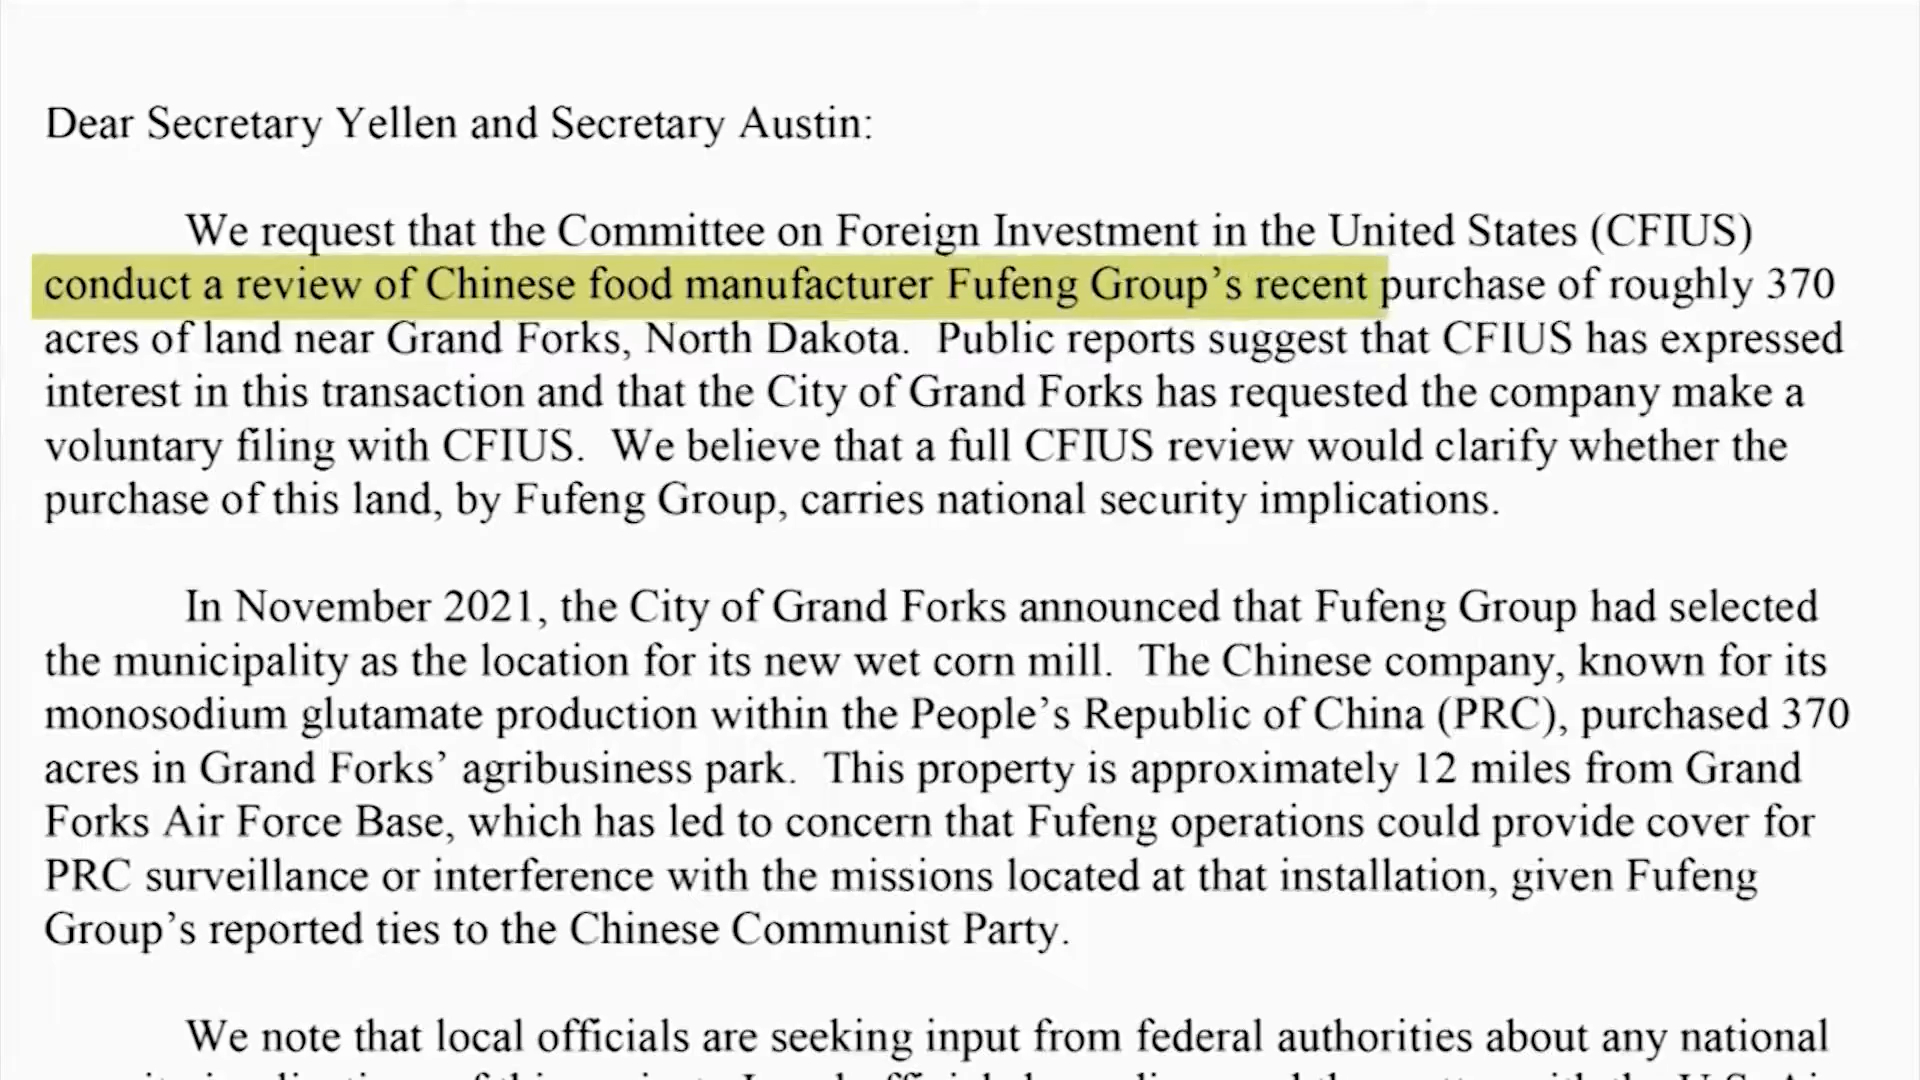 Dear Secretary Yellen and Secretary Austin:
We request that the Committee on Foreign Investment in the United States (CFIUS)
conduct a review of Chinese food manufacturer Fufeng Group’s recent purchase of roughly 370
acres of land near Grand Forks, North Dakota.  Public reports suggest that CFIUS has expressed
interest in this transaction and that the City of Grand Forks has requested the company make a
voluntary filing with CFIUS.  We believe that a full CFIUS review would clarify whether the
purchase of this land, by Fufeng Group, carries national security implications.
In November 2021, the City of Grand Forks announced that Fufeng Group had selected
the municipality as the location for its new wet corn mill.  The Chinese company, known for its
monosodium glutamate production within the People’s Republic of China (PRC), purchased 370
acres in Grand Forks’ agribusiness park.  This property is approximately 12 miles from Grand
Forks Air Force Base, which has led to concern that Fufeng operations could provide cover for
PRC surveillance or interference with the missions located at that installation, given Fufeng
Group’s reported ties to the Chinese Communist Party.
We note that local officials are seeking input from federal authorities about any national